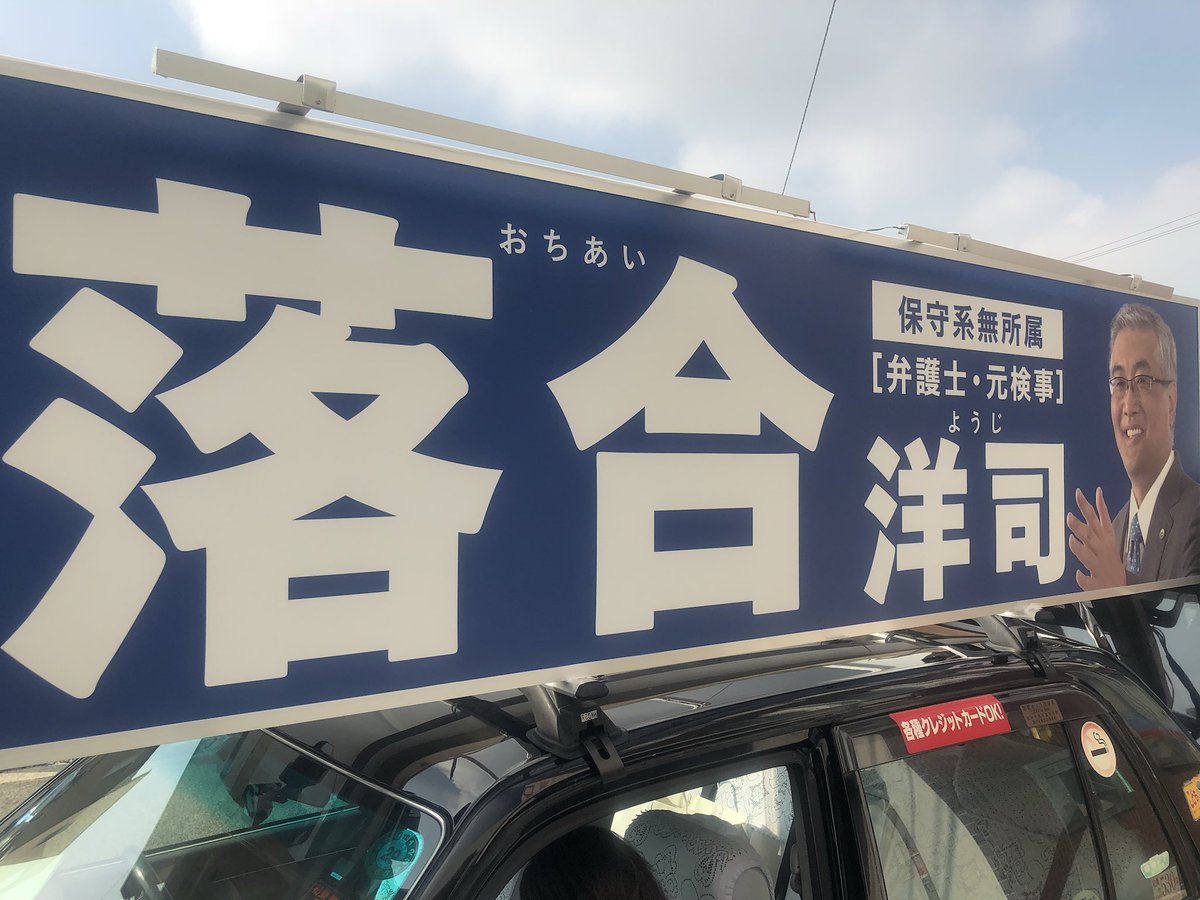 おちあい
落合
保守系無所属
[弁護士・元検事]
ようじ
洋司
各種クレジットカードOK!